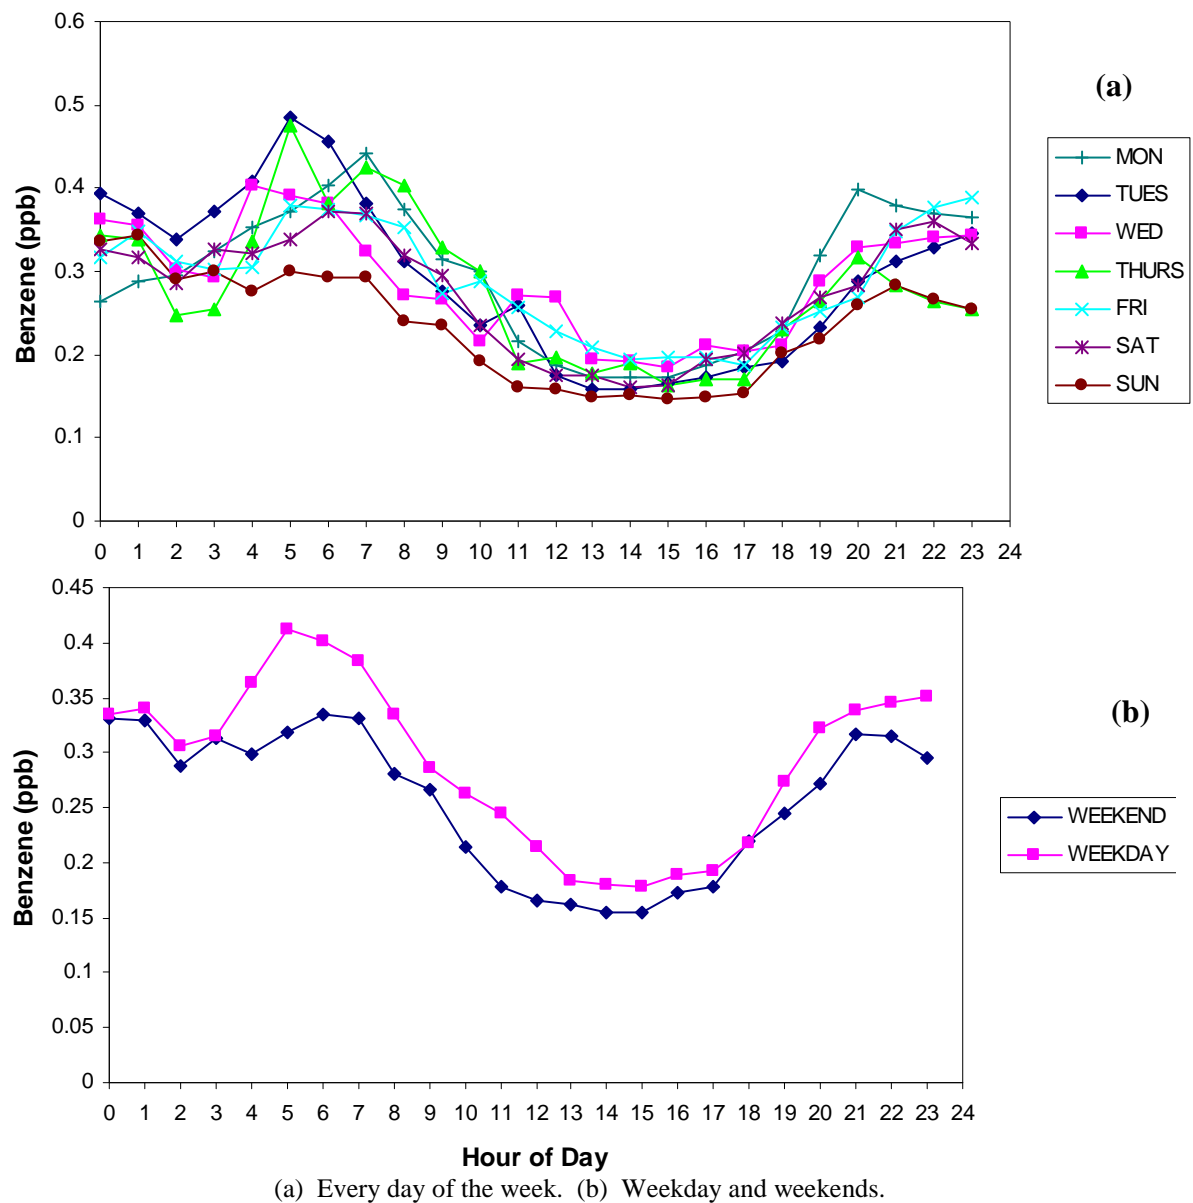 0.6
(a)
0.5
MON
TUES
0.4
WED
THURS
0.3
FRI
SAT
0.2
SUN
0.1
0
Benzene (ppb)
0 1 2 3 4 5 6 7 8 9 10 11 12 13 14 15 16 17 18 19 20 21 22 23 24
0.45
0.4
0.35
(b)
0.3
0.25
WEEKEND
0.2
WEEKDAY
0.15
0.1
0.05
0
Benzene (ppb)
0 1 2 3 4 5 6 7 8 9 10 11 12 13 14 15 16 17 18 19 20 21 22 23 24
Hour of Day
(a) Every day of the week. (b) Weekday and weekends.